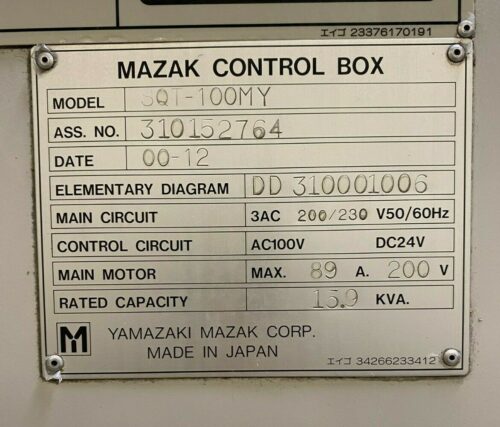 エイゴ 23376170191
MAZAK CONTROL BOX
MODEL SQT-100MY
ASS. NO. 310152764
DATE 00-12
ELEMENTARY DIAGRAM DD 310001006
MAIN CIRCUIT 3AC 200/230 V50/60Hz
CONTROL CIRCUIT AC100V DC24V
MAIN MOTOR MAX. 89 A. 200 V
RATED CAPACITY 13.9 KVA.
M YAMAZAKI MAZAK CORP.
MADE IN JAPAN
エイゴ 34266233412